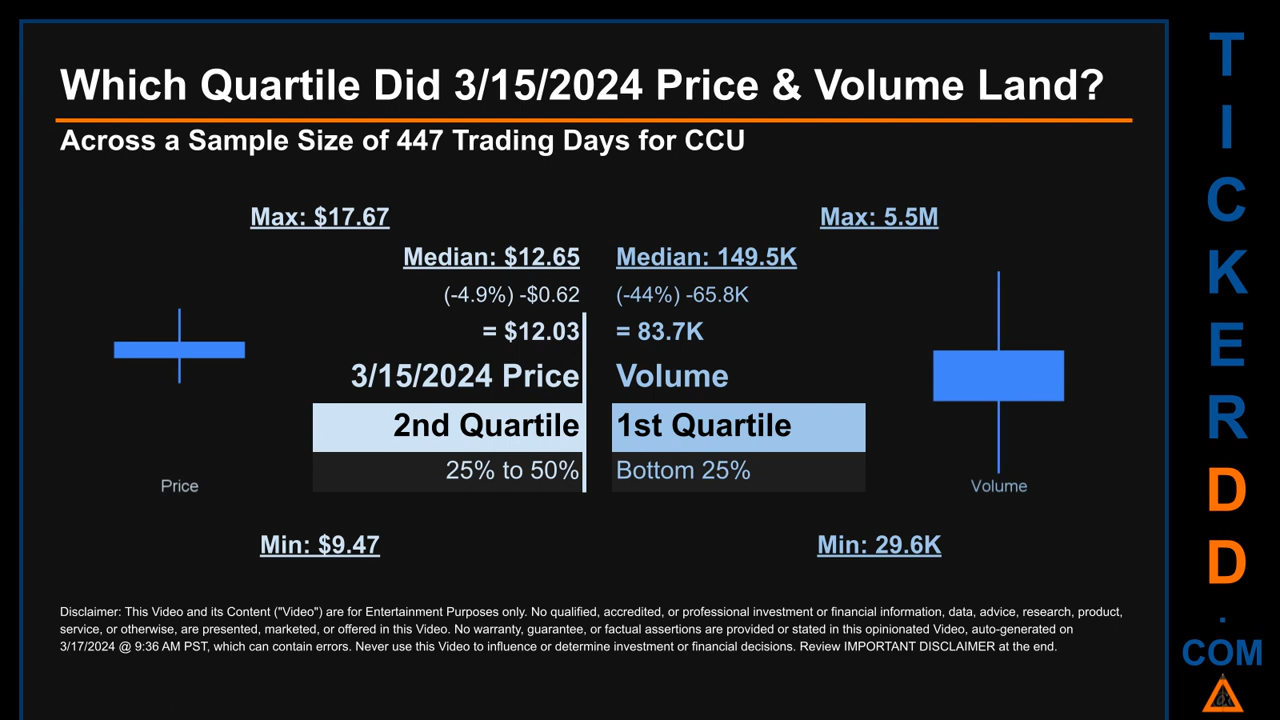 Which Quartile Did 3/15/2024 Price & Volume Land?
Across a Sample Size of 447 Trading Days for CCU
Max: $17.67
Median: $12.65
(-4.9%) -$0.62
= $12.03
3/15/2024 Price
2nd Quartile
25% to 50%
Price
Min: $9.47
Max: 5.5M
Median: 149.5K
(-44%) -65.8K
= 83.7K
Volume
1st Quartile
Bottom 25%
Volume
Min: 29.6K
Disclaimer: This Video and its Content ("Video") are for Entertainment Purposes only. No qualified, accredited, or professional investment or financial information, data, advice, research, product,
service, or otherwise, are presented, marketed, or offered in this Video. No warranty, guarantee, or factual assertions are provided or stated in this opinionated Video, auto-generated on
3/17/2024 @ 9:36 AM PST, which can contain errors. Never use this Video to influence or determine investment or financial decisions. Review IMPORTANT DISCLAIMER at the end.
T
I
C
K
E
R
D
D
.
COM